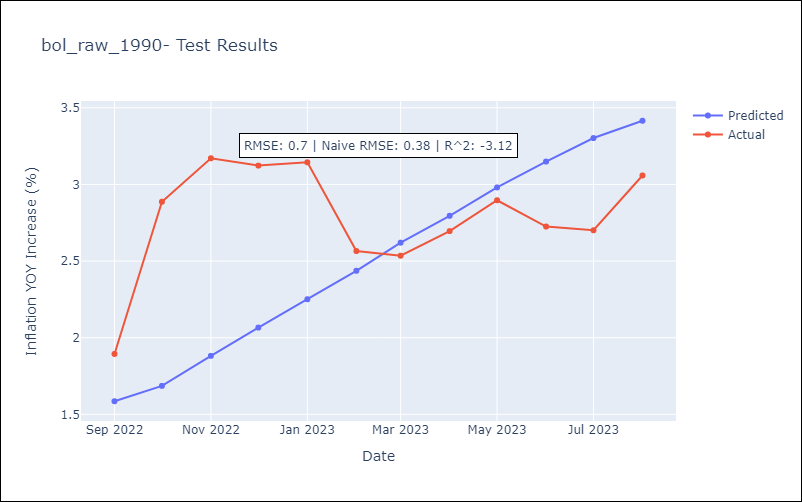 bol_raw_1990- Test Results
Predicted
Actual
RMSE: 0.7 | Naive RMSE: 0.38 | R^2: -3.12
Inflation YOY Increase (%)
3.5
3
2.5
2
1.5
Sep 2022 Nov 2022 Jan 2023 Mar 2023 May 2023 Jul 2023
Date